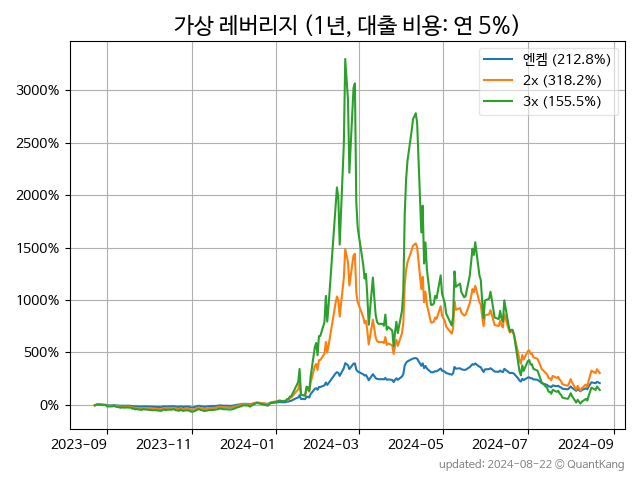 가상 레버리지 (1년, 대출 비용: 연 5%)
엔켐 (212.8%)
2x (318.2%)
3x (155.5%)
3000%
2500%
2000%
1500%
1000%
500%
0%
2023-09 2023-11 2024-01 2024-03 2024-05 2024-07 2024-09
updated: 2024-08-22 © QuantKang